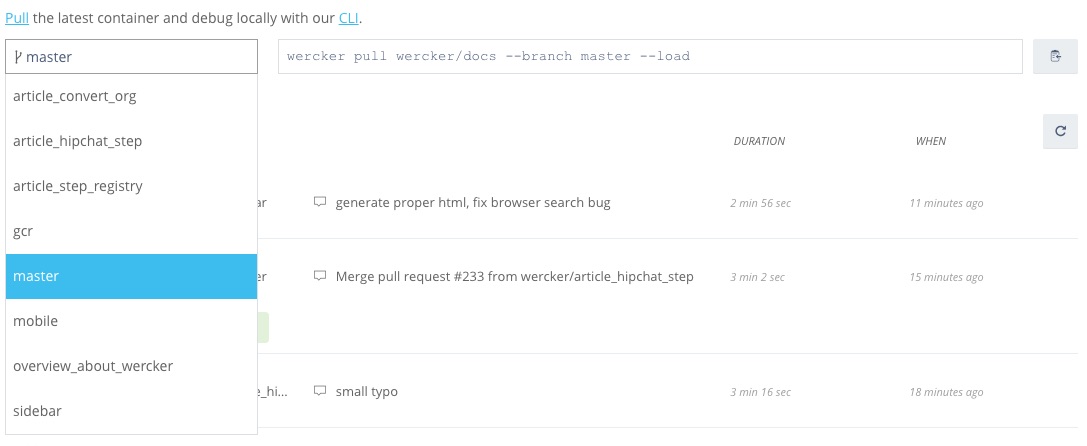 Pull the latest container and debug locally with our CLI.
master
wercker pull wercker/docs --branch master --load
article_convert_org
article_hipchat_step
DURATION
WHEN
article_step_registry
ar
generate proper html, fix browser search bug
2 min 56 sec
11 minutes ago
gcr
master
er
Merge pull request #233 from wercker/article_hipchat_step
3 min 2 sec
15 minutes ago
mobile
overview_about_wercker
e_hi...
small typo
3 min 16 sec
18 minutes ago
sidebar